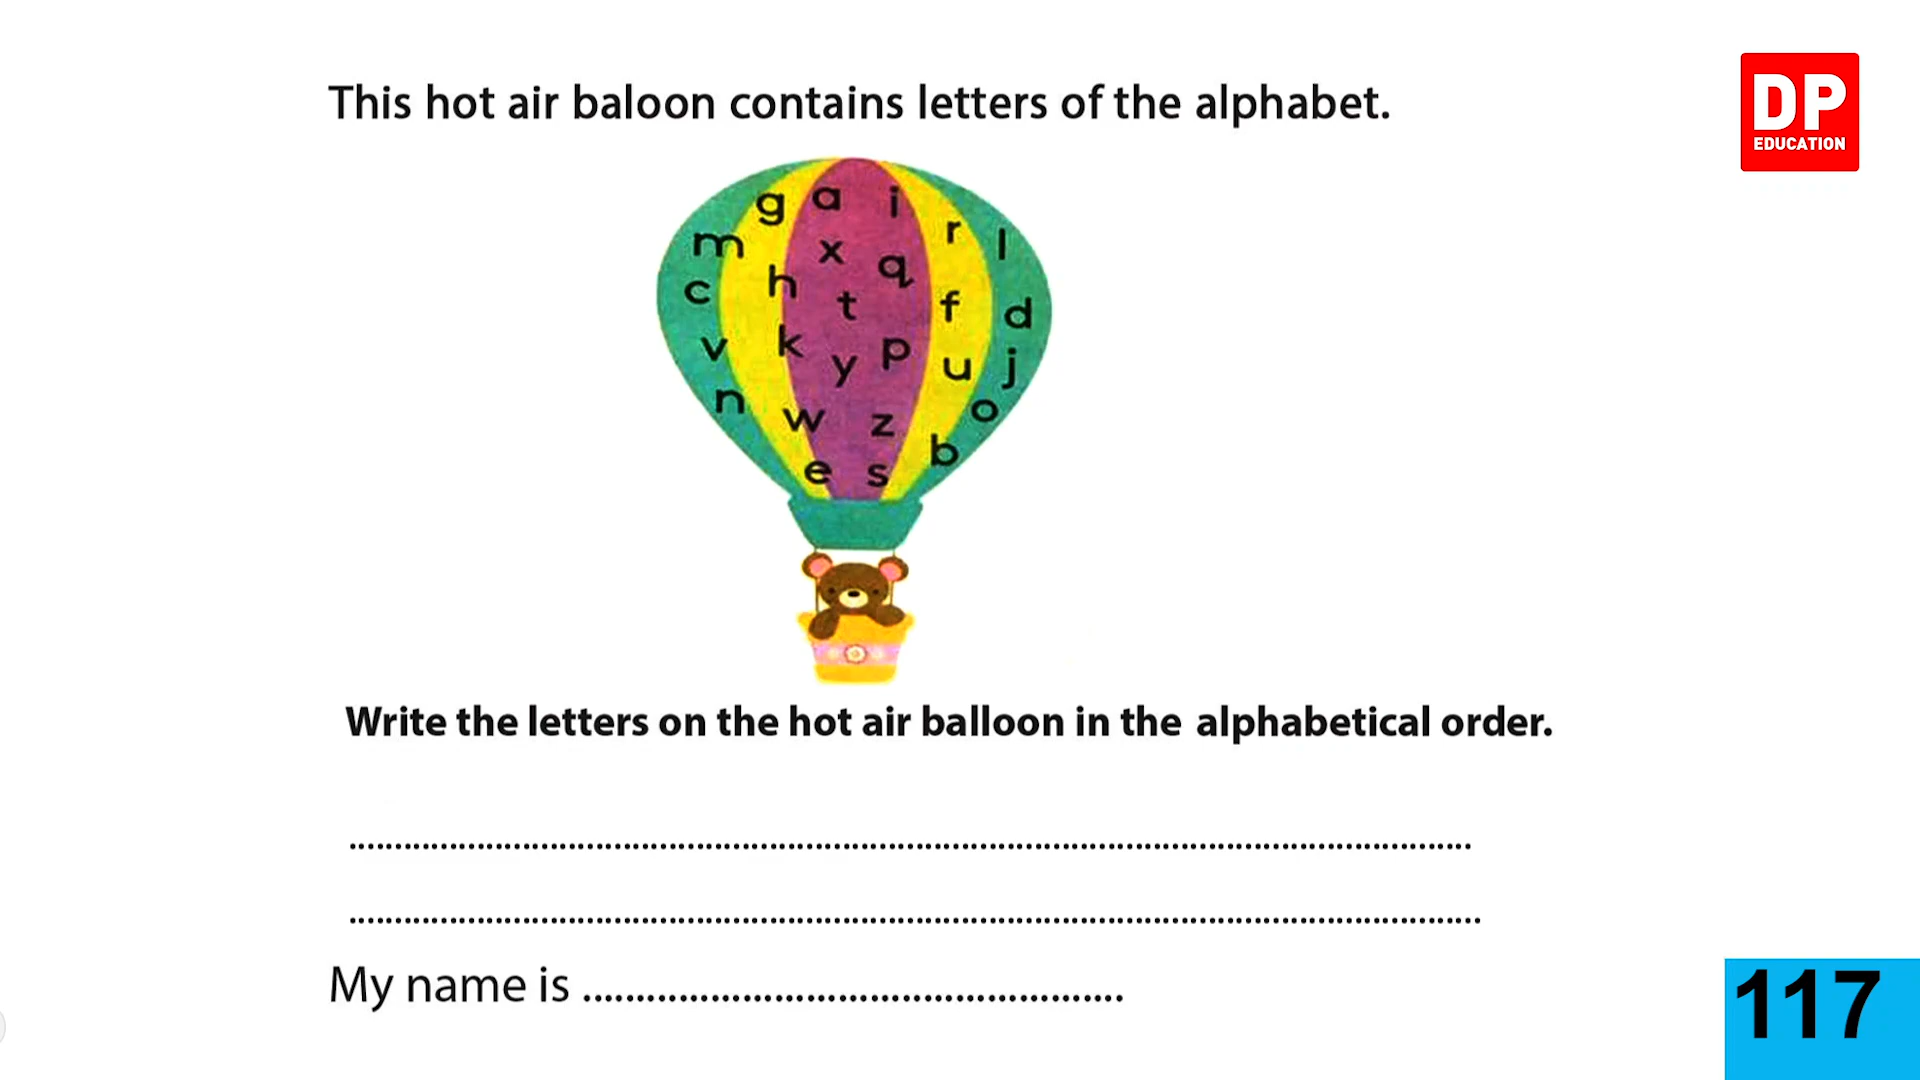 This hot air baloon contains letters of the alphabet.
DP
EDUCATION
g a i
m x q r l
c h t f d
v k y p u j
n w z o
e s b
Write the letters on the hot air balloon in the alphabetical order.
................................................................................................................................
................................................................................................................................
My name is ..................................................
117